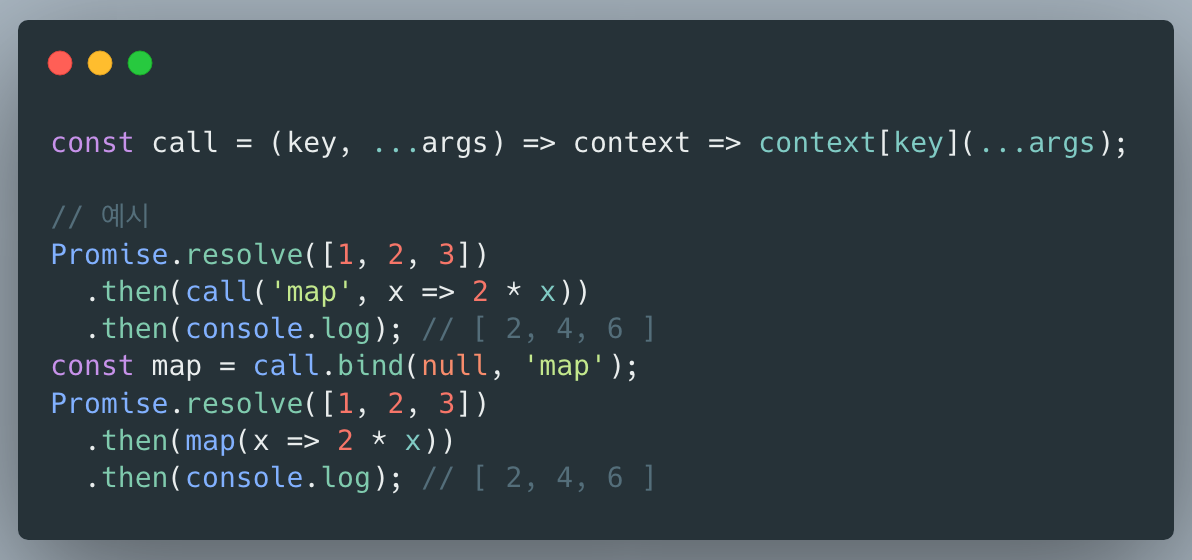 const call = (key, ...args) => context => context[key](...args);
// 예시
Promise.resolve([1, 2, 3])
  .then(call('map', x => 2 * x))
  .then(console.log); // [ 2, 4, 6 ]
const map = call.bind(null, 'map');
Promise.resolve([1, 2, 3])
  .then(map(x => 2 * x))
  .then(console.log); // [ 2, 4, 6 ]